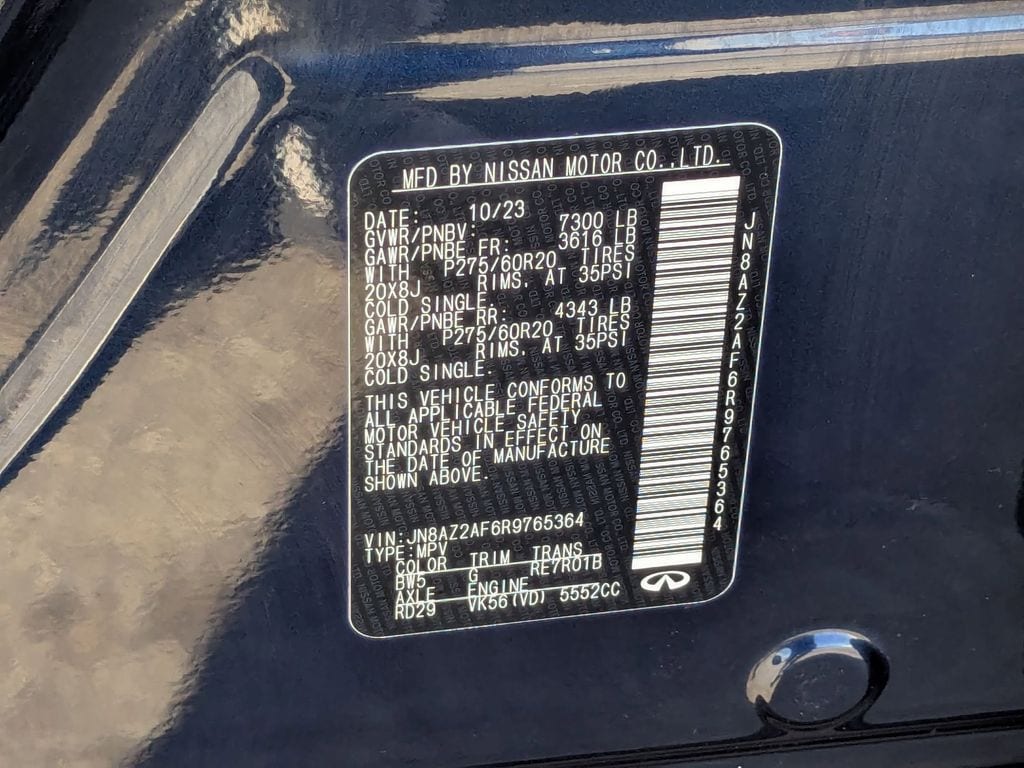 MFD BY NISSAN MOTOR CO.,LTD.
DATE: 10/23
GVWR/PNBV: 7300 LB
GAWR/PNBE FR: 3616 LB
WITH P275/60R20 TIRES
20X8J RIMS, AT 35PSI
COLD SINGLE.
GAWR/PNBE RR: 4343 LB
WITH P275/60R20 TIRES
20X8J RIMS, AT 35PSI
COLD SINGLE.
THIS VEHICLE CONFORMS TO
ALL APPLICABLE FEDERAL
MOTOR VEHICLE SAFETY
STANDARDS IN EFFECT ON
THE DATE OF MANUFACTURE
SHOWN ABOVE.
VIN:JN8AZ2AF6R9765364
TYPE:MPV
COLOR TRIM TRANS
BW5 G RE7R01B
AXLE ENGINE
RD29 VK56(VD) 5552CC
JN8AZ2AF6R9765364